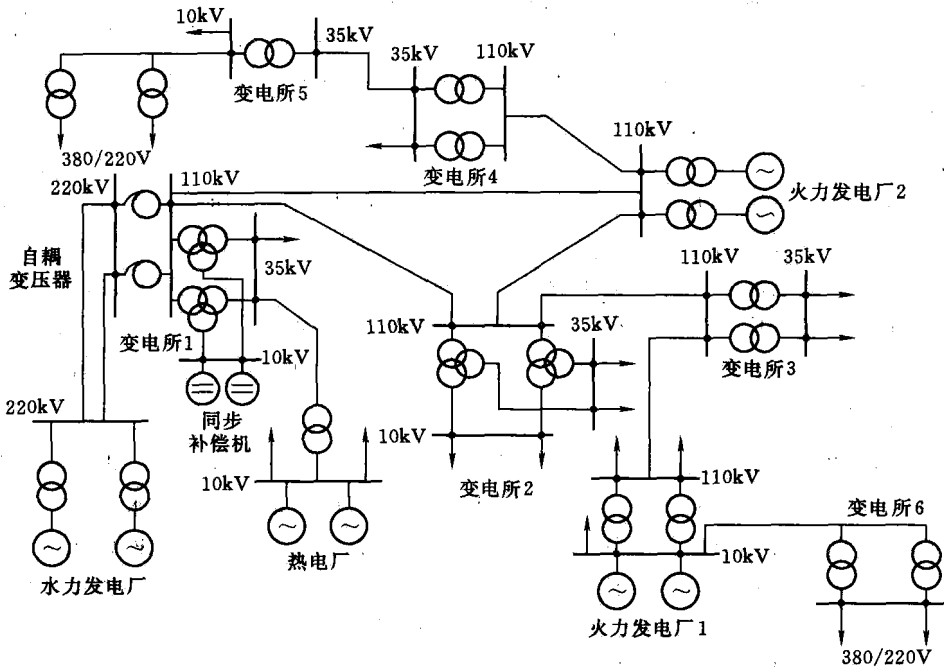 10kV
35kV
35kV
110kV
变电所5
380/220V
变电所4
110kV
火力发电厂2
220kV
110kV
自耦
变压器
35kV
变电所1
10kV
同步
补偿机
110kV
35kV
变电所3
110kV
35kV
10kV
变电所2
220kV
水力发电厂
10kV
热电厂
110kV
10kV
火力发电厂1
变电所6
380/220V